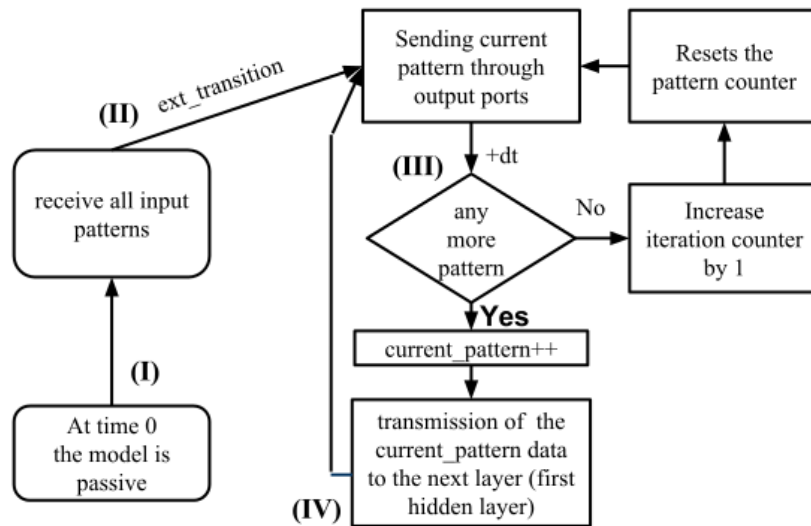 Sending current
pattern through
output ports
Resets the
pattern counter
ext_transition
(II)
+dt
(III)
receive all input
patterns
any
more
pattern
No
Increase
iteration counter
by 1
Yes
current_pattern++
(I)
At time 0
the model is
passive
transmission of the
current_pattern data
to the next layer (first
hidden layer)
(IV)